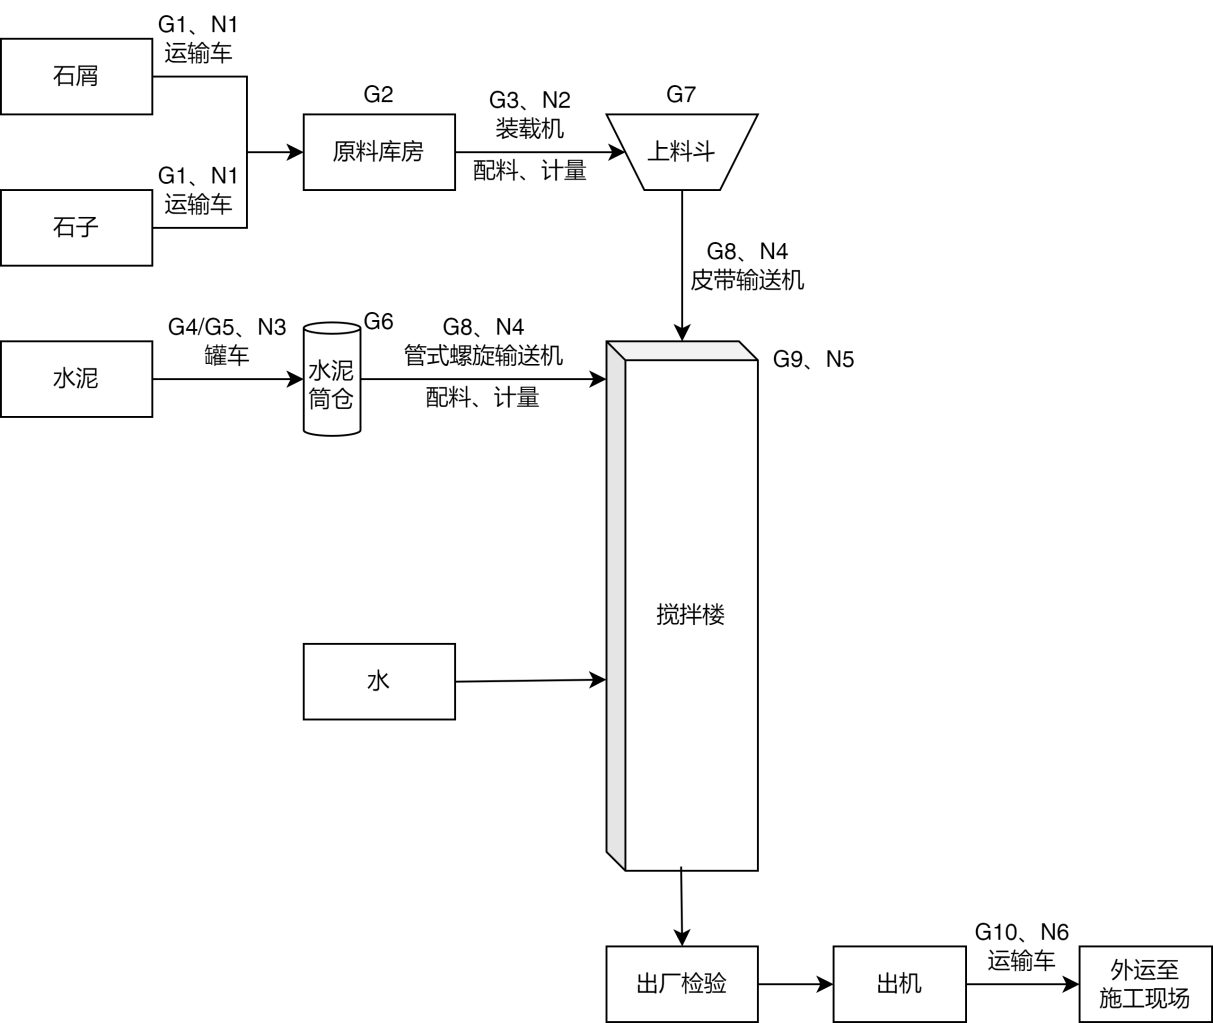 G1、N1
运输车
石屑
G1、N1
运输车
石子
G2
原料库房
G3、N2
装载机
配料、计量
G7
上料斗
G8、N4
皮带输送机
G4/G5、N3
罐车
水泥
G6
水泥
筒仓
G8、N4
管式螺旋输送机
配料、计量
G9、N5
搅拌楼
水
出厂检验
出机
G10、N6
运输车
外运至
施工现场